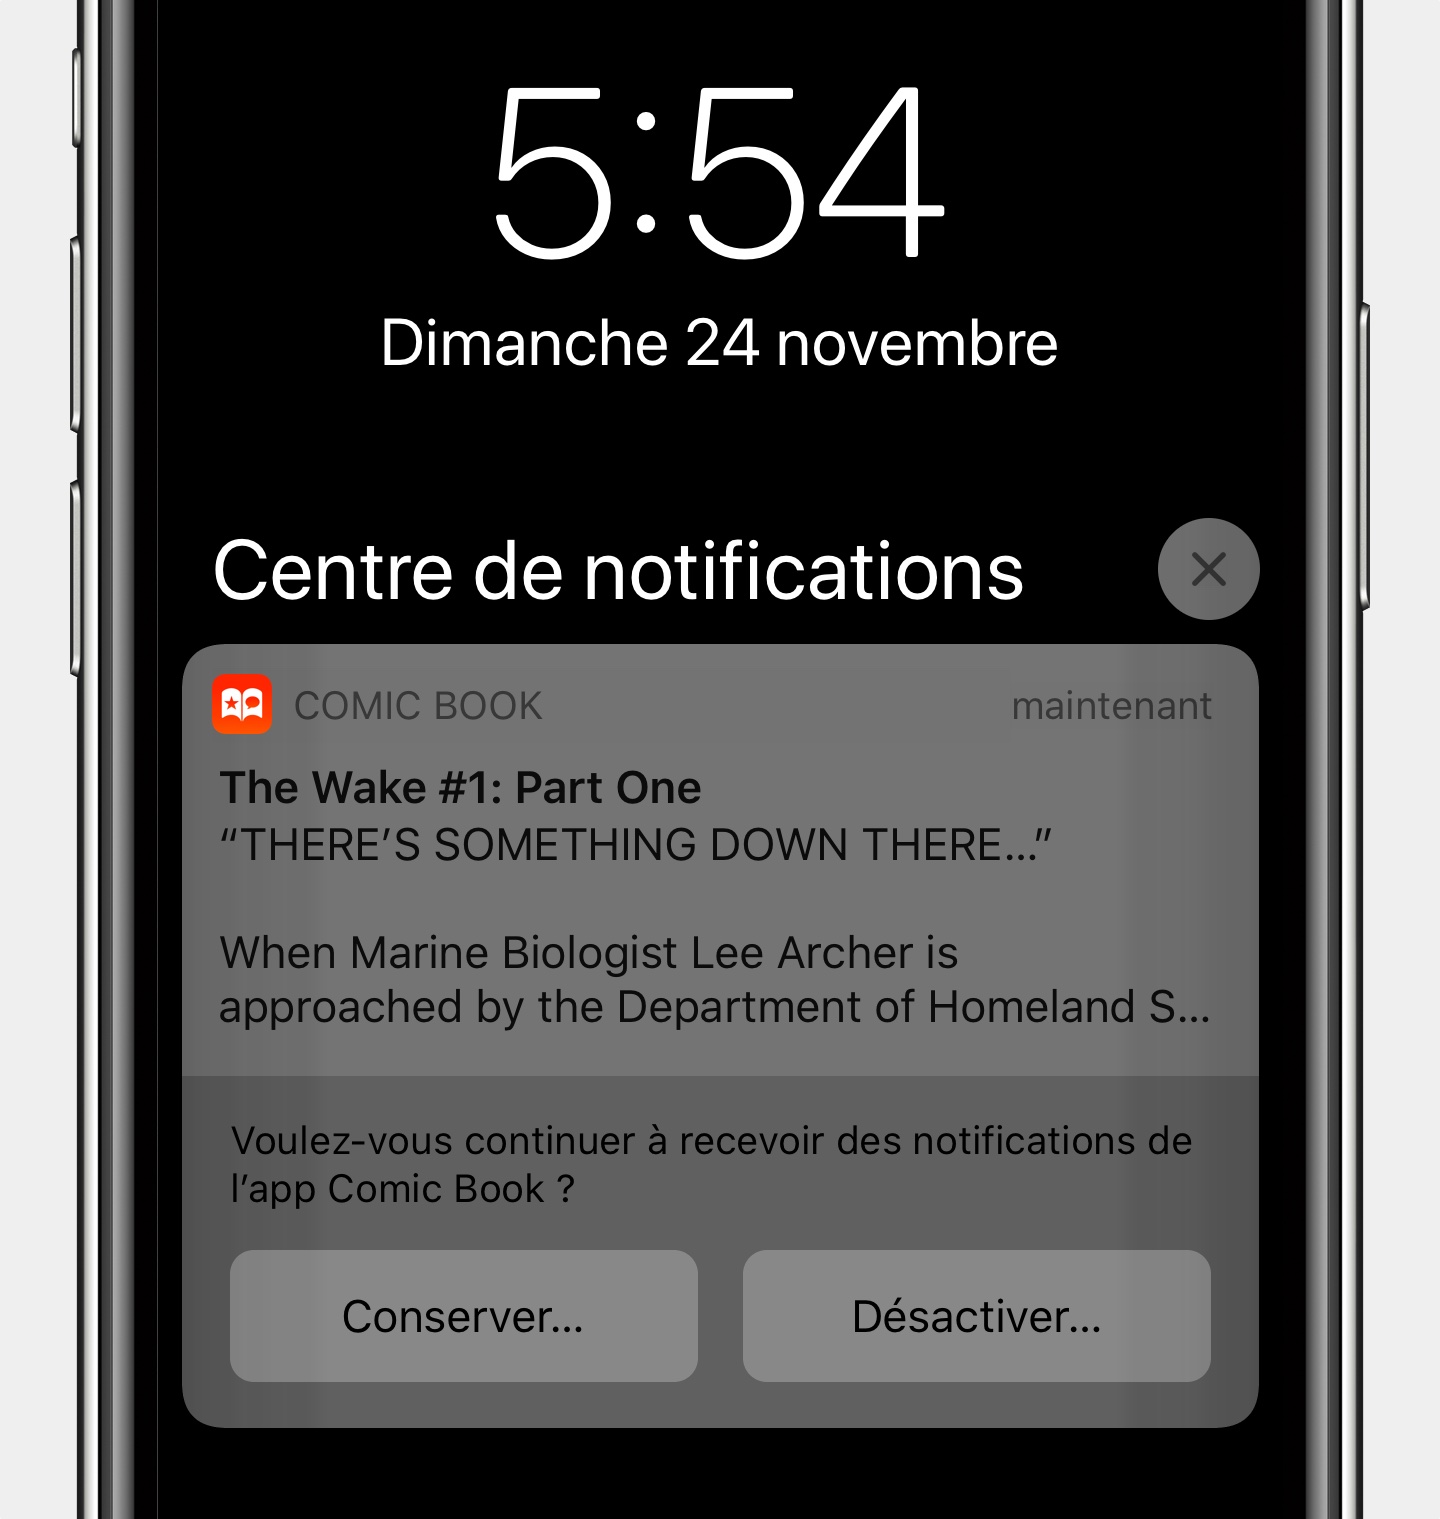 5:54
Dimanche 24 novembre
Centre de notifications
COMIC BOOK
maintenant
The Wake #1: Part One
“THERE’S SOMETHING DOWN THERE…”
When Marine Biologist Lee Archer is
approached by the Department of Homeland S…
Voulez-vous continuer à recevoir des notifications de
l’app Comic Book ?
Conserver…
Désactiver…